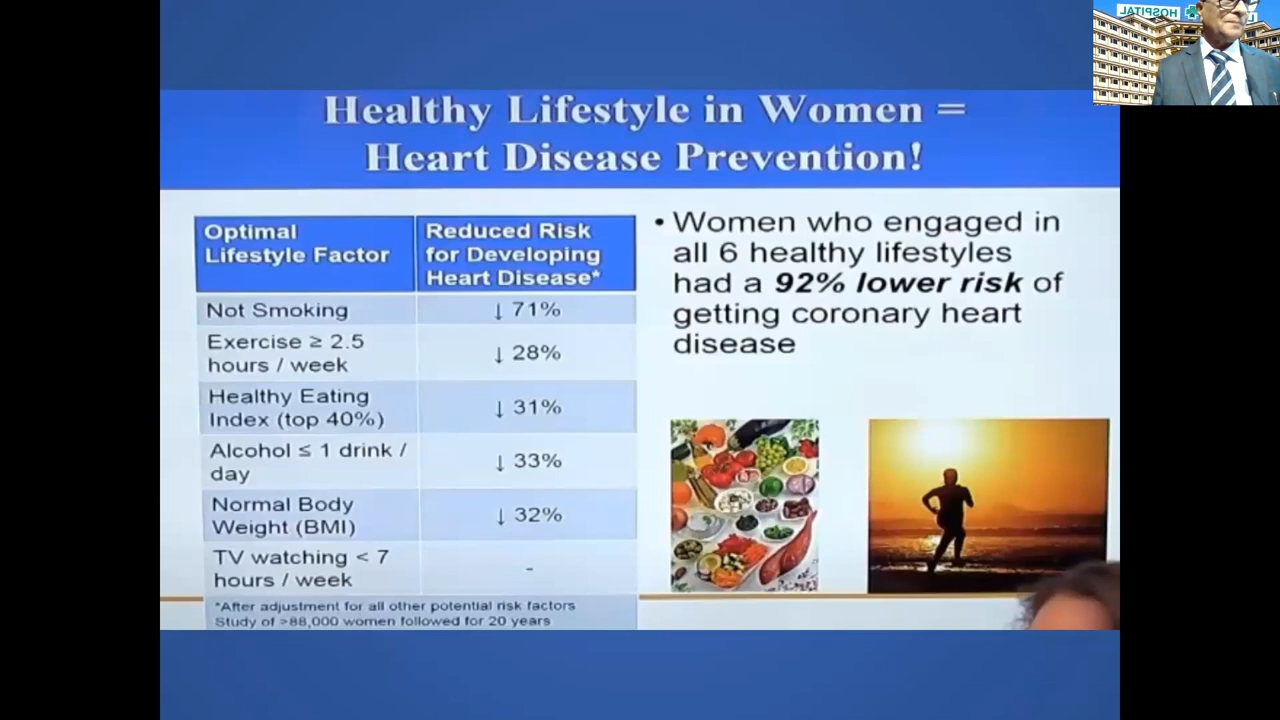 HOSPITAL
L
Healthy Lifestyle in Women =
Heart Disease Prevention!
Optimal
Lifestyle Factor
Reduced Risk
for Developing
Heart Disease*
Not Smoking
↓ 71%
Exercise ≥ 2.5
hours / week
↓ 28%
Healthy Eating
Index (top 40%)
↓ 31%
Alcohol ≤ 1 drink /
day
↓ 33%
Normal Body
Weight (BMI)
↓ 32%
TV watching < 7
hours / week
-
*After adjustment for all other potential risk factors
Study of >88,000 women followed for 20 years
• Women who engaged in
all 6 healthy lifestyles
had a 92% lower risk of
getting coronary heart
disease